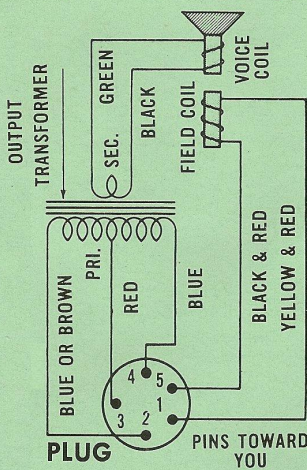 OUTPUT
TRANSFORMER
GREEN
SEC.
BLACK
VOICE
COIL
FIELD COIL
PRI.
BLUE OR BROWN
RED
BLUE
BLACK & RED
YELLOW & RED
4
5
3
2
1
PLUG
PINS TOWARD
YOU